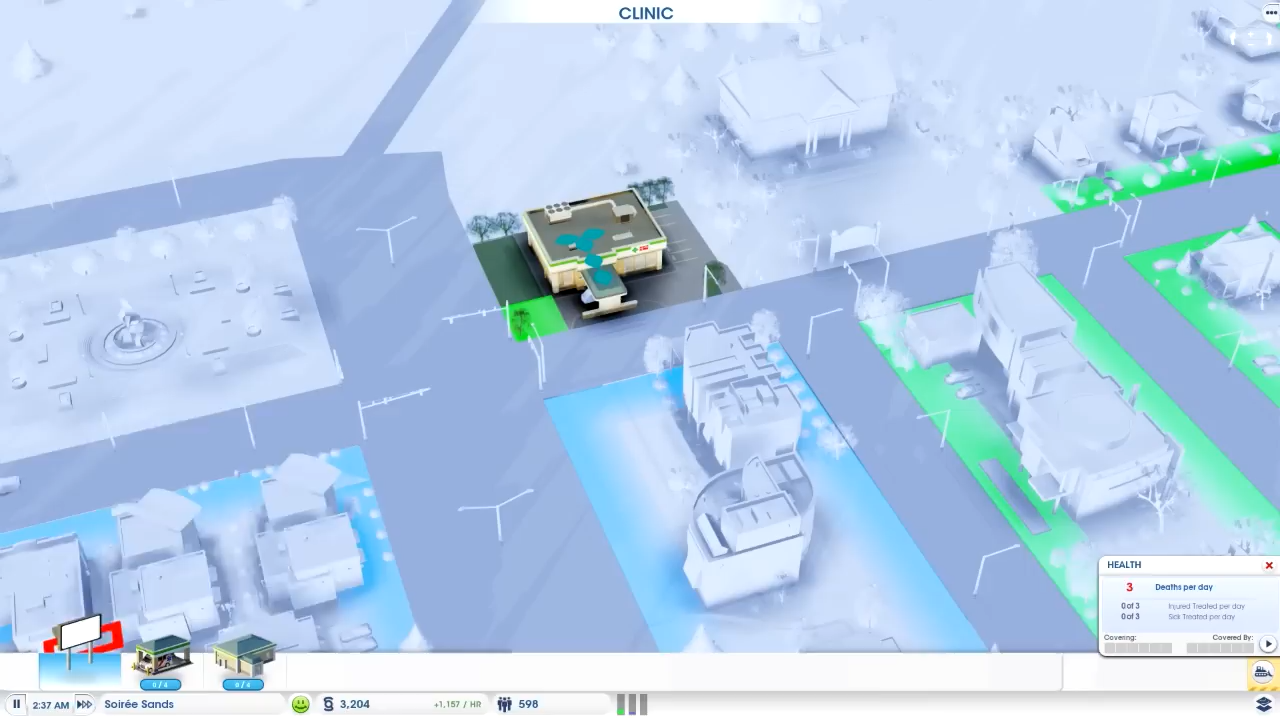 CLINIC
HEALTH
3 Deaths per day
0 of 3 Injured Treated per day
0 of 3 Sick Treated per day
Covering: Covered By:
0 / 4 0 / 4
2:37 AM Soirée Sands 3,204 +1,157 / HR 598